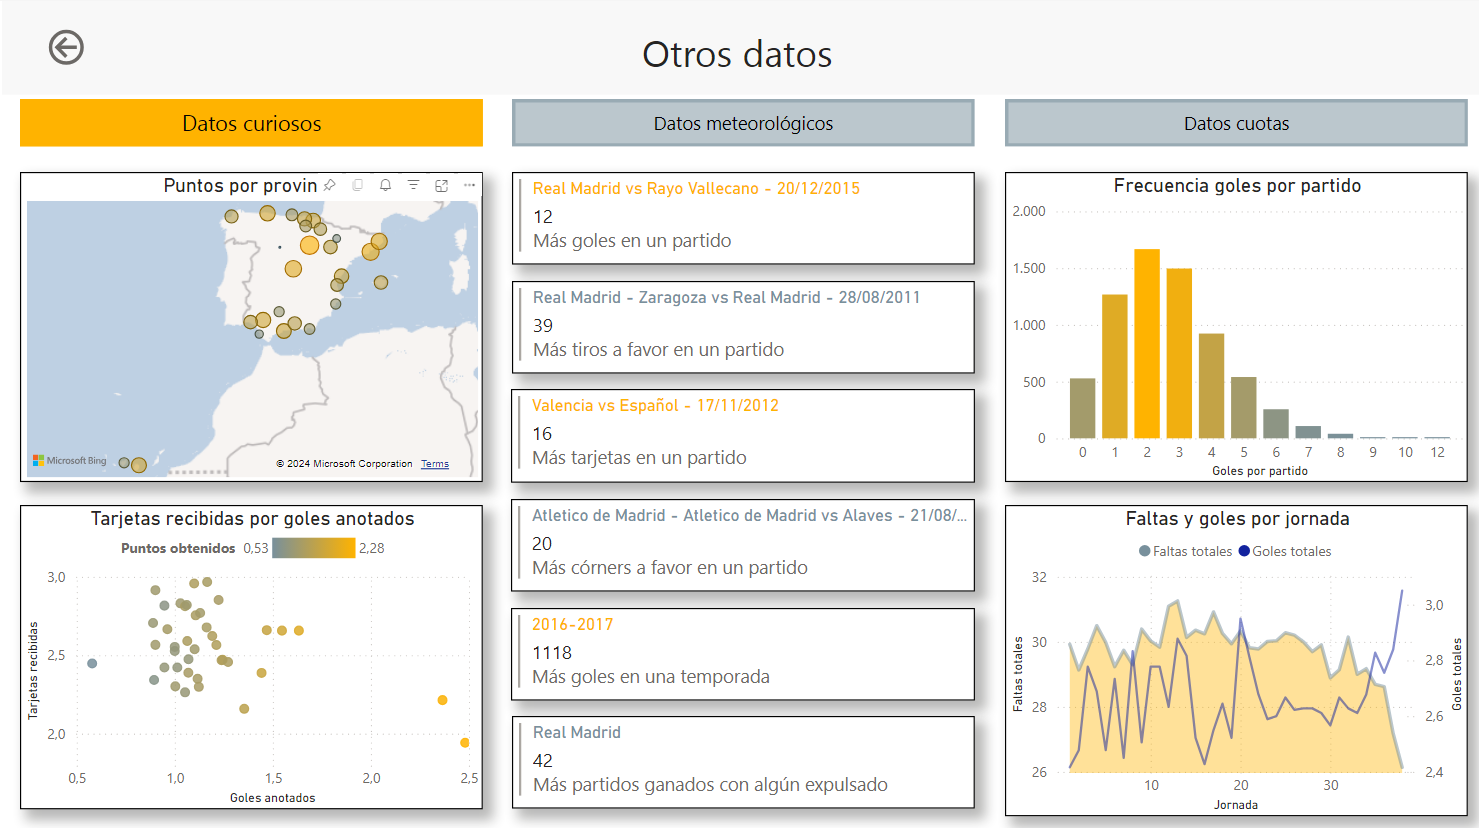 Otros datos
Datos curiosos
Datos meteorológicos
Datos cuotas
Puntos por provin
Microsoft Bing
© 2024 Microsoft Corporation Terms
Tarjetas recibidas por goles anotados
Puntos obtenidos 0,53 2,28
Tarjetas recibidas
3,0
2,5
2,0
0,5 1,0 1,5 2,0 2,5
Goles anotados
Real Madrid vs Rayo Vallecano - 20/12/2015
12
Más goles en un partido
Real Madrid - Zaragoza vs Real Madrid - 28/08/2011
39
Más tiros a favor en un partido
Valencia vs Español - 17/11/2012
16
Más tarjetas en un partido
Atletico de Madrid - Atletico de Madrid vs Alaves - 21/08/...
20
Más córners a favor en un partido
2016-2017
1118
Más goles en una temporada
Real Madrid
42
Más partidos ganados con algún expulsado
Frecuencia goles por partido
2.000
1.500
1.000
500
0
0 1 2 3 4 5 6 7 8 9 10 12
Goles por partido
Faltas y goles por jornada
Faltas totales Goles totales
Faltas totales
32
30
28
26
3,0
2,8
2,6
2,4
Goles totales
10 20 30
Jornada